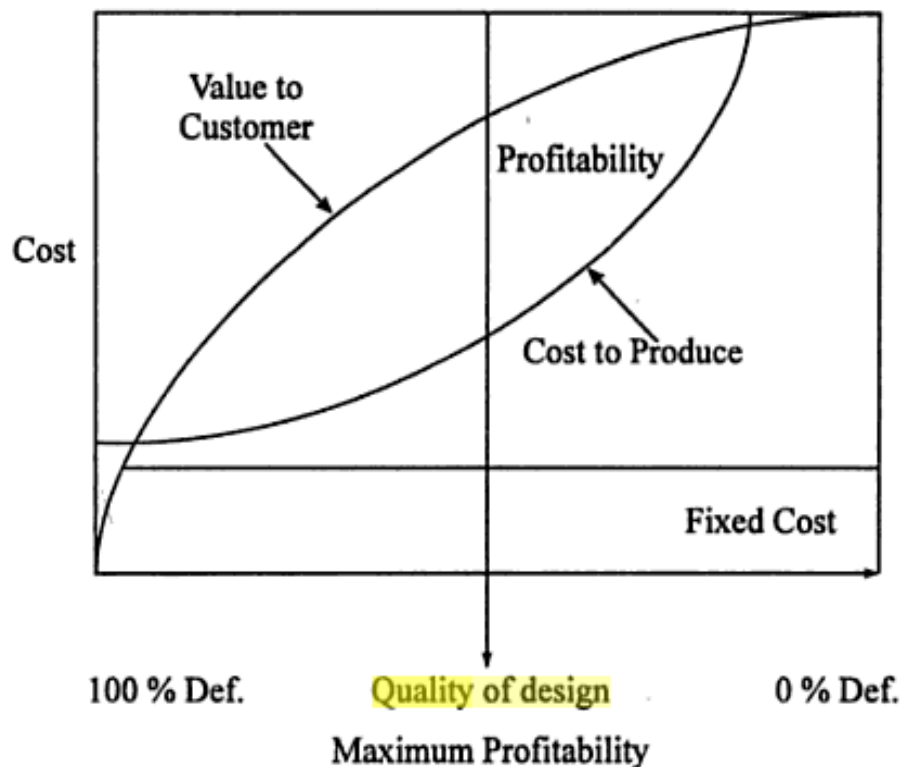 Value to
Customer
Profitability
Cost
Cost to Produce
Fixed Cost
100 % Def.
Quality of design
0 % Def.
Maximum Profitability